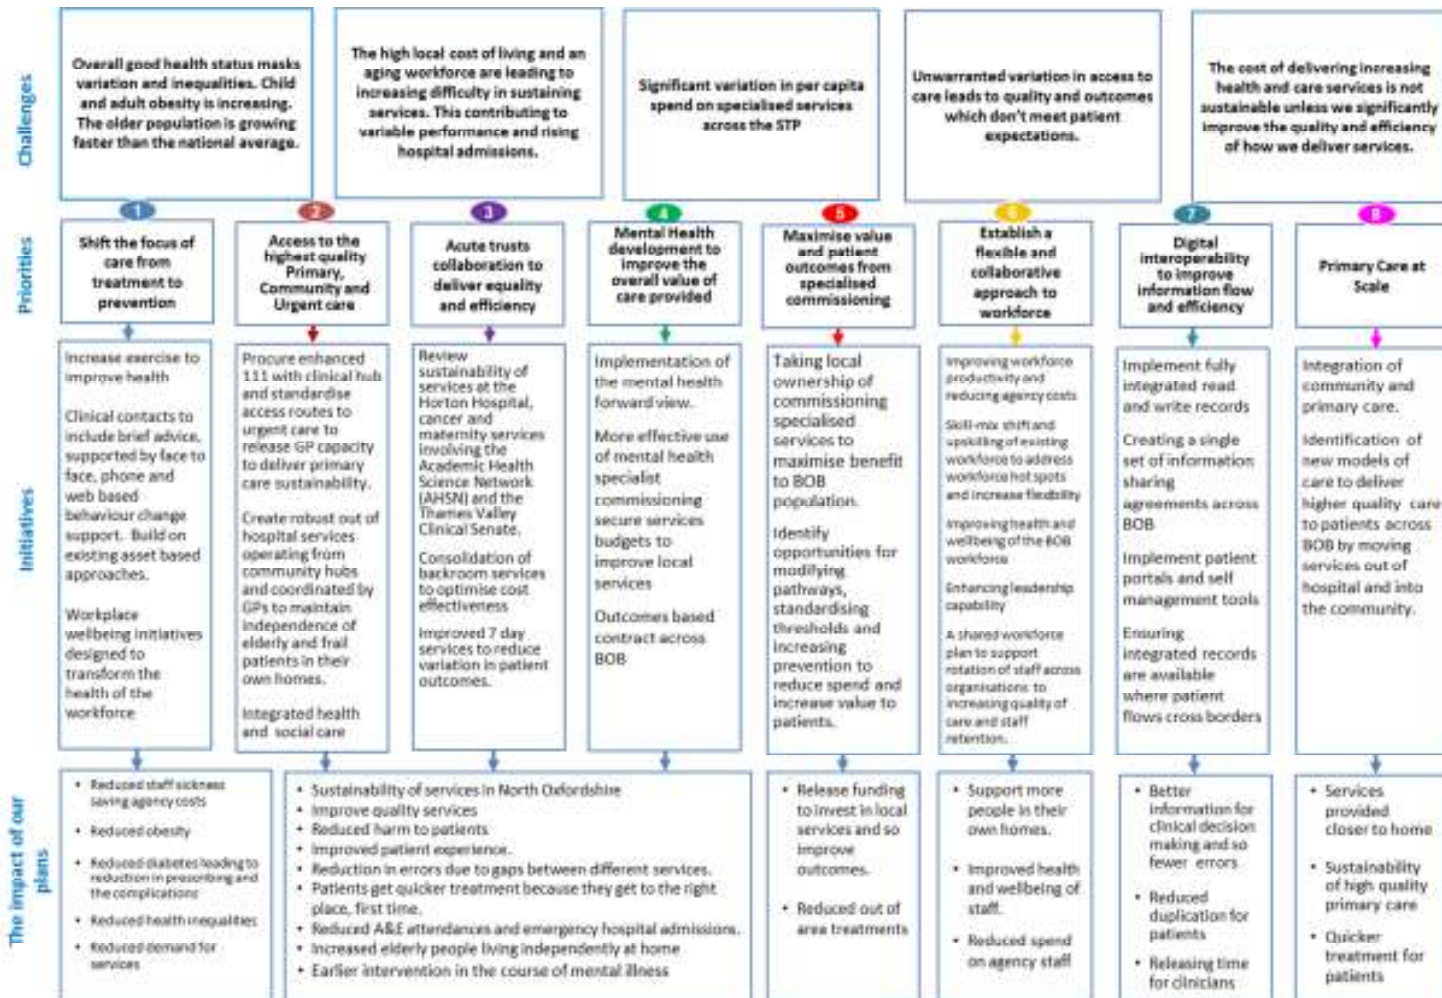 Challenges
Overall good health status masks
variation and inequalities. Child
and adult obesity is increasing.
The older population is growing
faster than the national average.
The high local cost of living and an
aging workforce are leading to
increasing difficulty in sustaining
services. This contributing to
variable performance and rising
hospital admissions.
Significant variation in per capita
spend on specialised services
across the STP
Unwarranted variation in access to
care leads to quality and outcomes
which don't meet patient
expectations.
The cost of delivering increasing
health and care services is not
sustainable unless we significantly
improve the quality and efficiency
of how we deliver services.
Priorities
1
Shift the focus of
care from
treatment to
prevention
2
Access to the
highest quality
Primary,
Community and
Urgent care
3
Acute trusts
collaboration to
deliver equality
and efficiency
4
Mental Health
development to
improve the
overall value of
care provided
5
Maximise value
and patient
outcomes from
specialised
commissioning
6
Establish a
flexible and
collaborative
approach to
workforce
7
Digital
interoperability
to improve
information flow
and efficiency
8
Primary Care at
Scale
Initiatives
Increase exercise to
improve health
Clinical contacts to
include brief advice,
supported by face to
face, phone and
web based
behaviour change
support. Build on
existing asset based
approaches.
Workplace
wellbeing initiatives
designed to
transform the
health of the
workforce
Procure enhanced
111 with clinical hub
and standardise
access routes to
urgent care to
release GP capacity
to deliver primary
care sustainability.
Create robust out of
hospital services
operating from
community hubs
and coordinated by
GPs to maintain
independence of
elderly and frail
patients in their
own homes.
Integrated health
and social care
Review
sustainability of
services at the
Horton Hospital,
cancer and
maternity services
involving the
Academic Health
Science Network
(AHSN) and the
Thames Valley
Clinical Senate.
Consolidation of
backroom services
to optimise cost
effectiveness
Improved 7 day
services to reduce
variation in patient
outcomes.
Implementation of
the mental health
forward view.
More effective use
of mental health
specialist
commissioning
secure services
budgets to
improve local
services
Outcomes based
contract across
BOB
Taking local
ownership of
commissioning
specialised
services to
maximise benefit
to BOB
population.
Identify
opportunities for
modifying
pathways,
standardising
thresholds and
increasing
prevention to
reduce spend and
increase value to
patients.
Improving workforce
productivity and
reducing agency costs
Skill-mix shift and
upskilling of existing
workforce to address
workforce hot spots
and increase flexbility
Improving health and
wellbeing of the BOB
workforce
Enhancing leadership
capability
A shared workforce
plan to support
rotation of staff across
organisations to
increasing quality of
care and staff
retention.
Implement fully
integrated read
and write records
Creating a single
set of information
sharing
agreements across
BOB
Implement patient
portals and self
management tools
Ensuring
integrated records
are available
where patient
flows cross borders
Integration of
community and
primary care.
Identification of
new models of
care to deliver
higher quality care
to patients across
BOB by moving
services out of
hospital and into
the community.
The impact of our
plans
• Reduced staff sickness
saving agency costs
• Reduced obesity
• Reduced diabetes leading to
reduction in prescribing and
the complications
• Reduced health inequalities
• Reduced demand for
services
• Sustainability of services in North Oxfordshire
• Improve quality services
• Reduced harm to patients
• Improved patient experience.
• Reduction in errors due to gaps between different services.
• Patients get quicker treatment because they get to the right
place, first time.
• Reduced A&E attendances and emergency hospital admissions.
• Increased elderly people living independently at home
• Earlier intervention in the course of mental illness
• Release funding
to invest in local
services and so
improve
outcomes.
• Reduced out of
area treatments
• Support more
people in their
own homes.
• Improved health
and wellbeing of
staff.
• Reduced spend
on agency staff
• Better
information for
clinical decision
making and so
fewer errors
• Reduced
duplication for
patients
• Releasing time
for clinicians
• Services
provided
closer to home
• Sustainability
of high quality
primary care
• Quicker
treatment for
patients